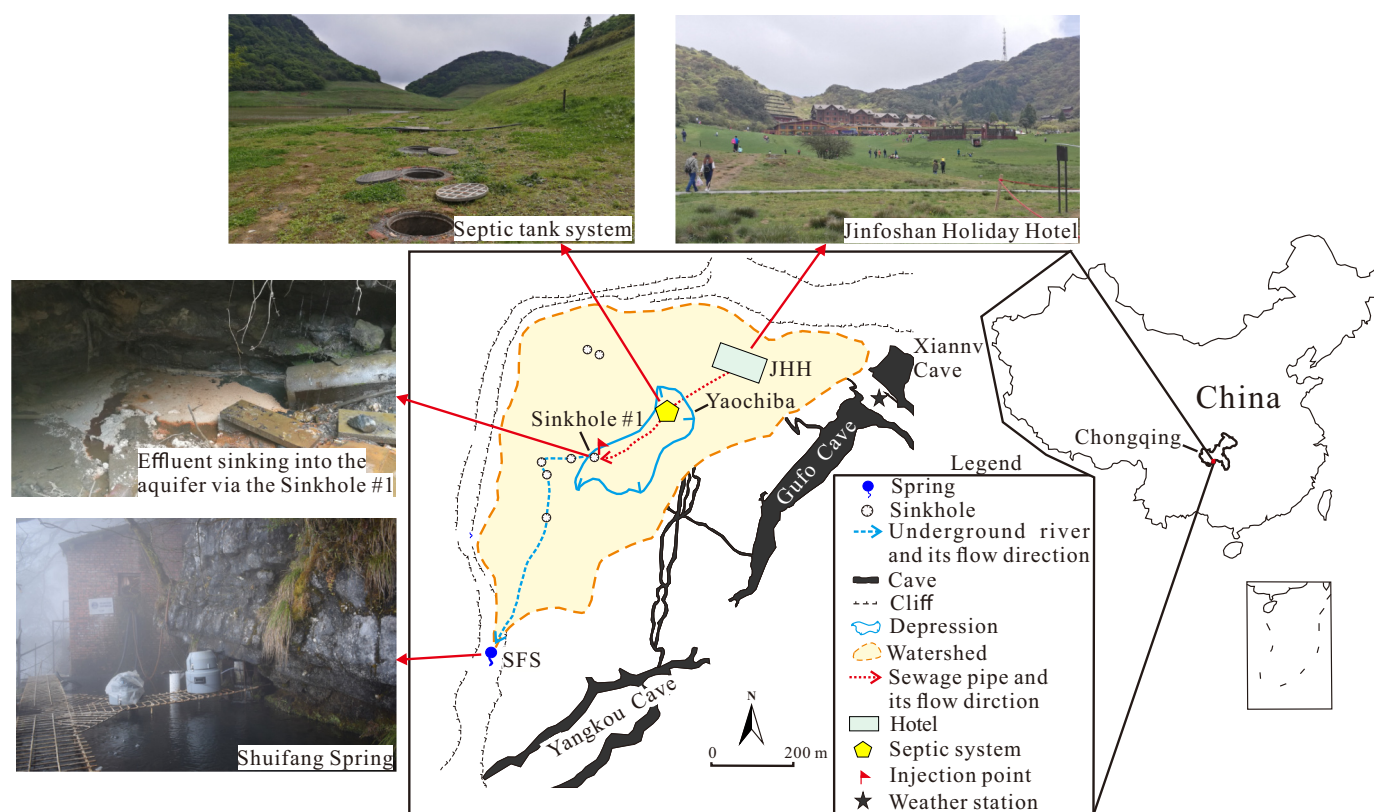 Septic tank system
Jinfoshan Holiday Hotel
Effluent sinking into the
aquifer via the Sinkhole #1
Shuifang Spring
Xiannv
Cave
JHH
Yaochiba
Sinkhole #1
Gufo Cave
SFS
Yangkou Cave
N
0 200 m
China
Chongqing
Legend
Spring
Sinkhole
Underground river
and its flow direction
Cave
Cliff
Depression
Watershed
Sewage pipe and
its flow dirction
Hotel
Septic system
Injection point
Weather station